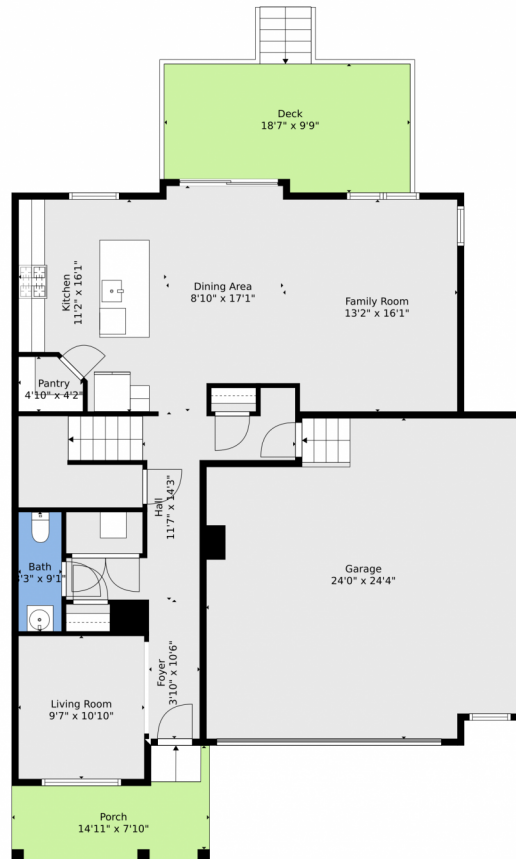 Deck
18'7" x 9'9"
Kitchen
11'2" x 16'1"
Dining Area
8'10" x 17'1"
Family Room
13'2" x 16'1"
Pantry
4'10" x 4'2"
Hall
11'7" x 14'3"
Bath
3" x 9'1"
Garage
24'0" x 24'4"
Foyer
3'10" x 10'6"
Living Room
9'7" x 10'10"
Porch
14'11" x 7'10"